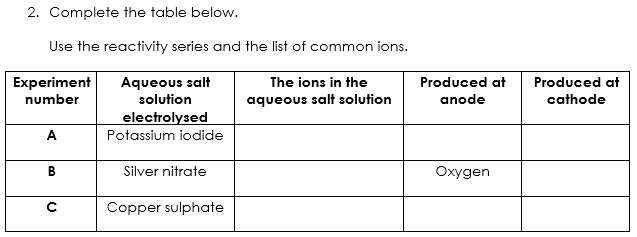 2. Complete the table below.
Use the reactivity series and the list of common ions.
Experiment number | Aqueous salt solution electrolysed | The ions in the aqueous salt solution | Produced at anode | Produced at cathode
A | Potassium iodide
B | Silver nitrate | Oxygen
C | Copper sulphate